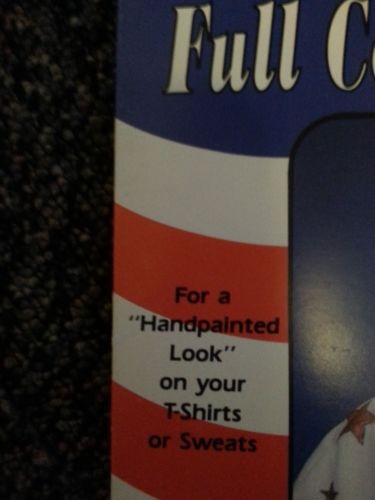 Full
For a
"Handpainted
Look"
on your
T-Shirts
or Sweats